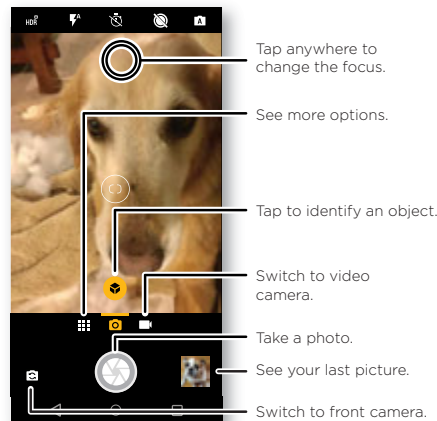 HDR
A
A
Tap anywhere to
change the focus.
See more options.
Tap to identify an object.
Switch to video
camera.
Take a photo.
See your last picture.
Switch to front camera.